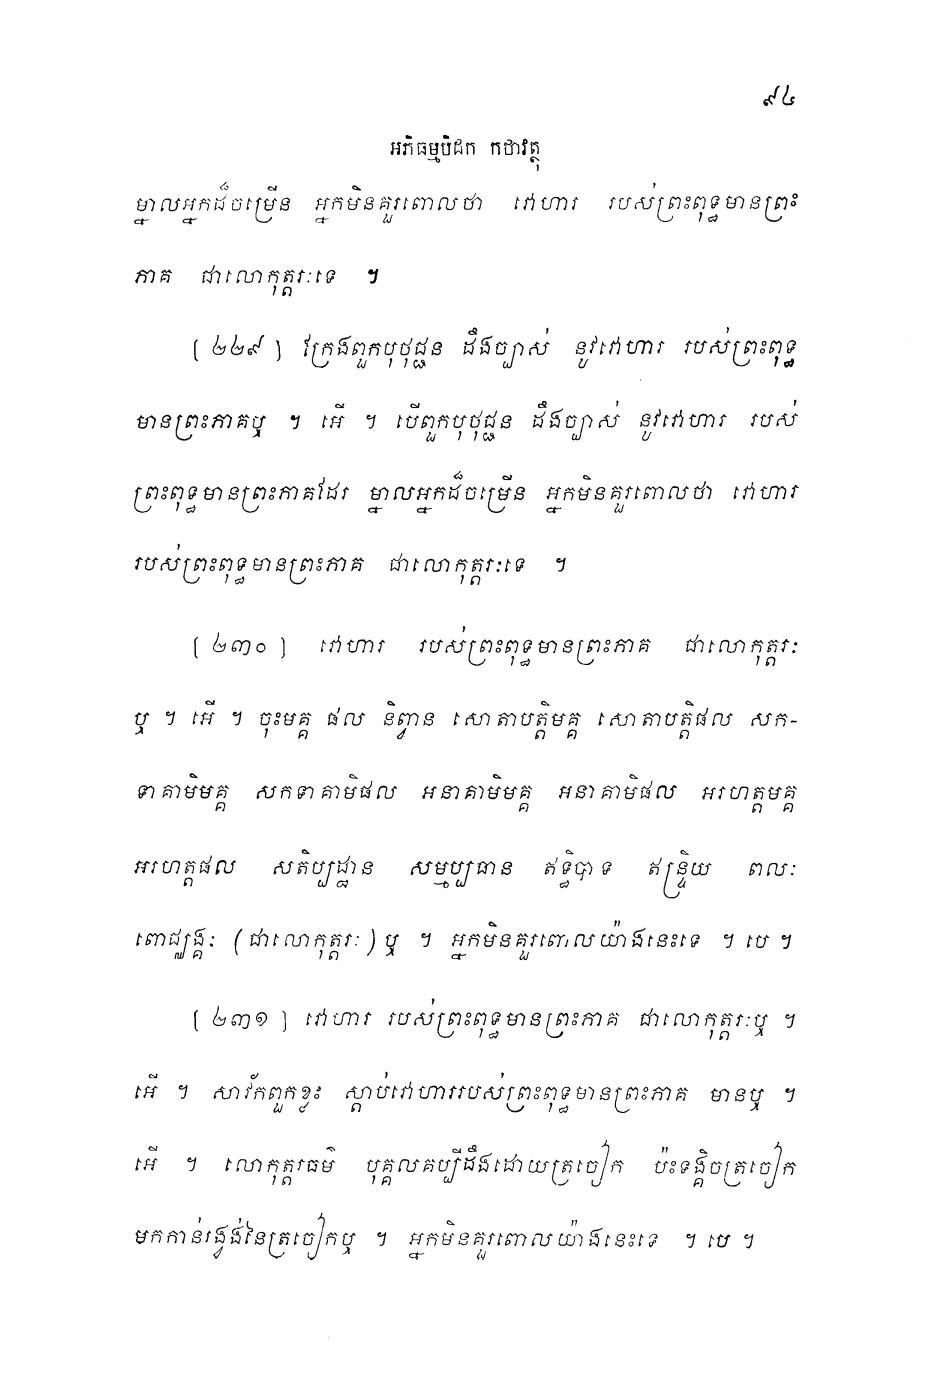 ៩៤
អភិធម្មបិដក កថាវត្ថុ
ម្នាលអ្នកដ៏ចម្រើន អ្នកមិនគួរពោលថា វោហារ របស់ព្រះពុទ្ធមានព្រះ
ភាគ ជាលោកុត្តរៈទេ ។
[ ២២៩ ] ក្រែងពួកបុថុជ្ជន ដឹងច្បាស់ នូវវោហារ របស់ព្រះពុទ្ធ
មានព្រះភាគឬ ។ អើ ។ បើពួកបុថុជ្ជន ដឹងច្បាស់ នូវវោហារ របស់
ព្រះពុទ្ធមានព្រះភាគដែរ ម្នាលអ្នកដ៏ចម្រើន អ្នកមិនគួរពោលថា វោហារ
របស់ព្រះពុទ្ធមានព្រះភាគ ជាលោកុត្តរៈទេ ។
[ ២៣០ ] វោហារ របស់ព្រះពុទ្ធមានព្រះភាគ ជាលោកុត្តរៈ
ឬ ។ អើ ។ ចុះមគ្គ ផល និព្វាន សោតាបត្តិមគ្គ សោតាបត្តិផល សក-
ទាគាមិមគ្គ សកទាគាមិផល អនាគាមិមគ្គ អនាគាមិផល អរហត្តមគ្គ
អរហត្តផល សតិប្បដ្ឋាន សម្មប្បធាន ឥទ្ធិបាទ ឥន្ទ្រិយ ពលៈ
ពោជ្ឈង្គៈ (ជាលោកុត្តរៈ) ឬ ។ អ្នកមិនគួរពោលយ៉ាងនេះទេ ។ បេ ។
[ ២៣១ ] វោហារ របស់ព្រះពុទ្ធមានព្រះភាគ ជាលោកុត្តរៈឬ ។
អើ ។ សាវ័កពួកខ្លះ ស្តាប់វោហាររបស់ព្រះពុទ្ធមានព្រះភាគ មានឬ ។
អើ ។ លោកុត្តរធម៌ បុគ្គលគប្បីដឹងដោយត្រចៀក ប៉ះទង្គិចត្រចៀក
មកកាន់រង្វង់នៃត្រចៀកឬ ។ អ្នកមិនគួរពោលយ៉ាងនេះទេ ។ បេ ។